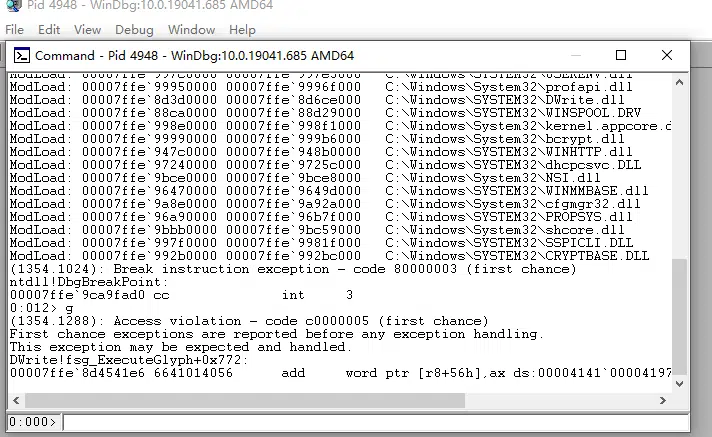 Pid 4948 - WinDbg:10.0.19041.685 AMD64
File Edit View Debug Window Help
Command - Pid 4948 - WinDbg:10.0.19041.685 AMD64
ModLoad: 00007ffe`997c0000 00007ffe`997e5000 C:\Windows\SYSTEM32\USERENV.dll
ModLoad: 00007ffe`99950000 00007ffe`9996f000 C:\Windows\System32\profapi.dll
ModLoad: 00007ffe`8d3d0000 00007ffe`8d6ce000 C:\Windows\SYSTEM32\DWrite.dll
ModLoad: 00007ffe`88ca0000 00007ffe`88d29000 C:\Windows\SYSTEM32\WINSPOOL.DRV
ModLoad: 00007ffe`998e0000 00007ffe`998f1000 C:\Windows\System32\kernel.appcore.d
ModLoad: 00007ffe`99990000 00007ffe`999b6000 C:\Windows\System32\bcrypt.dll
ModLoad: 00007ffe`947c0000 00007ffe`948b0000 C:\Windows\SYSTEM32\WINHTTP.dll
ModLoad: 00007ffe`97240000 00007ffe`9725c000 C:\Windows\SYSTEM32\dhcpcsvc.DLL
ModLoad: 00007ffe`9bce0000 00007ffe`9bce8000 C:\Windows\System32\NSI.dll
ModLoad: 00007ffe`96470000 00007ffe`9649d000 C:\Windows\SYSTEM32\WINMMBASE.dll
ModLoad: 00007ffe`9a8e0000 00007ffe`9a92a000 C:\Windows\System32\cfgmgr32.dll
ModLoad: 00007ffe`96a90000 00007ffe`96b7f000 C:\Windows\SYSTEM32\PROPSYS.dll
ModLoad: 00007ffe`9bbb0000 00007ffe`9bc59000 C:\Windows\System32\shcore.dll
ModLoad: 00007ffe`997f0000 00007ffe`9981f000 C:\Windows\SYSTEM32\SSPICLI.DLL
ModLoad: 00007ffe`992b0000 00007ffe`992bc000 C:\Windows\SYSTEM32\CRYPTBASE.DLL
(1354.1024): Break instruction exception - code 80000003 (first chance)
ntdll!DbgBreakPoint:
00007ffe`9ca9fad0 cc int 3
0:012> g
(1354.1288): Access violation - code c0000005 (first chance)
First chance exceptions are reported before any exception handling.
This exception may be expected and handled.
DWrite!fsg_ExecuteGlyph+0x772:
00007ffe`8d4541e6 6641014056 add word ptr [r8+56h],ax ds:00004141`00004197
0:000>